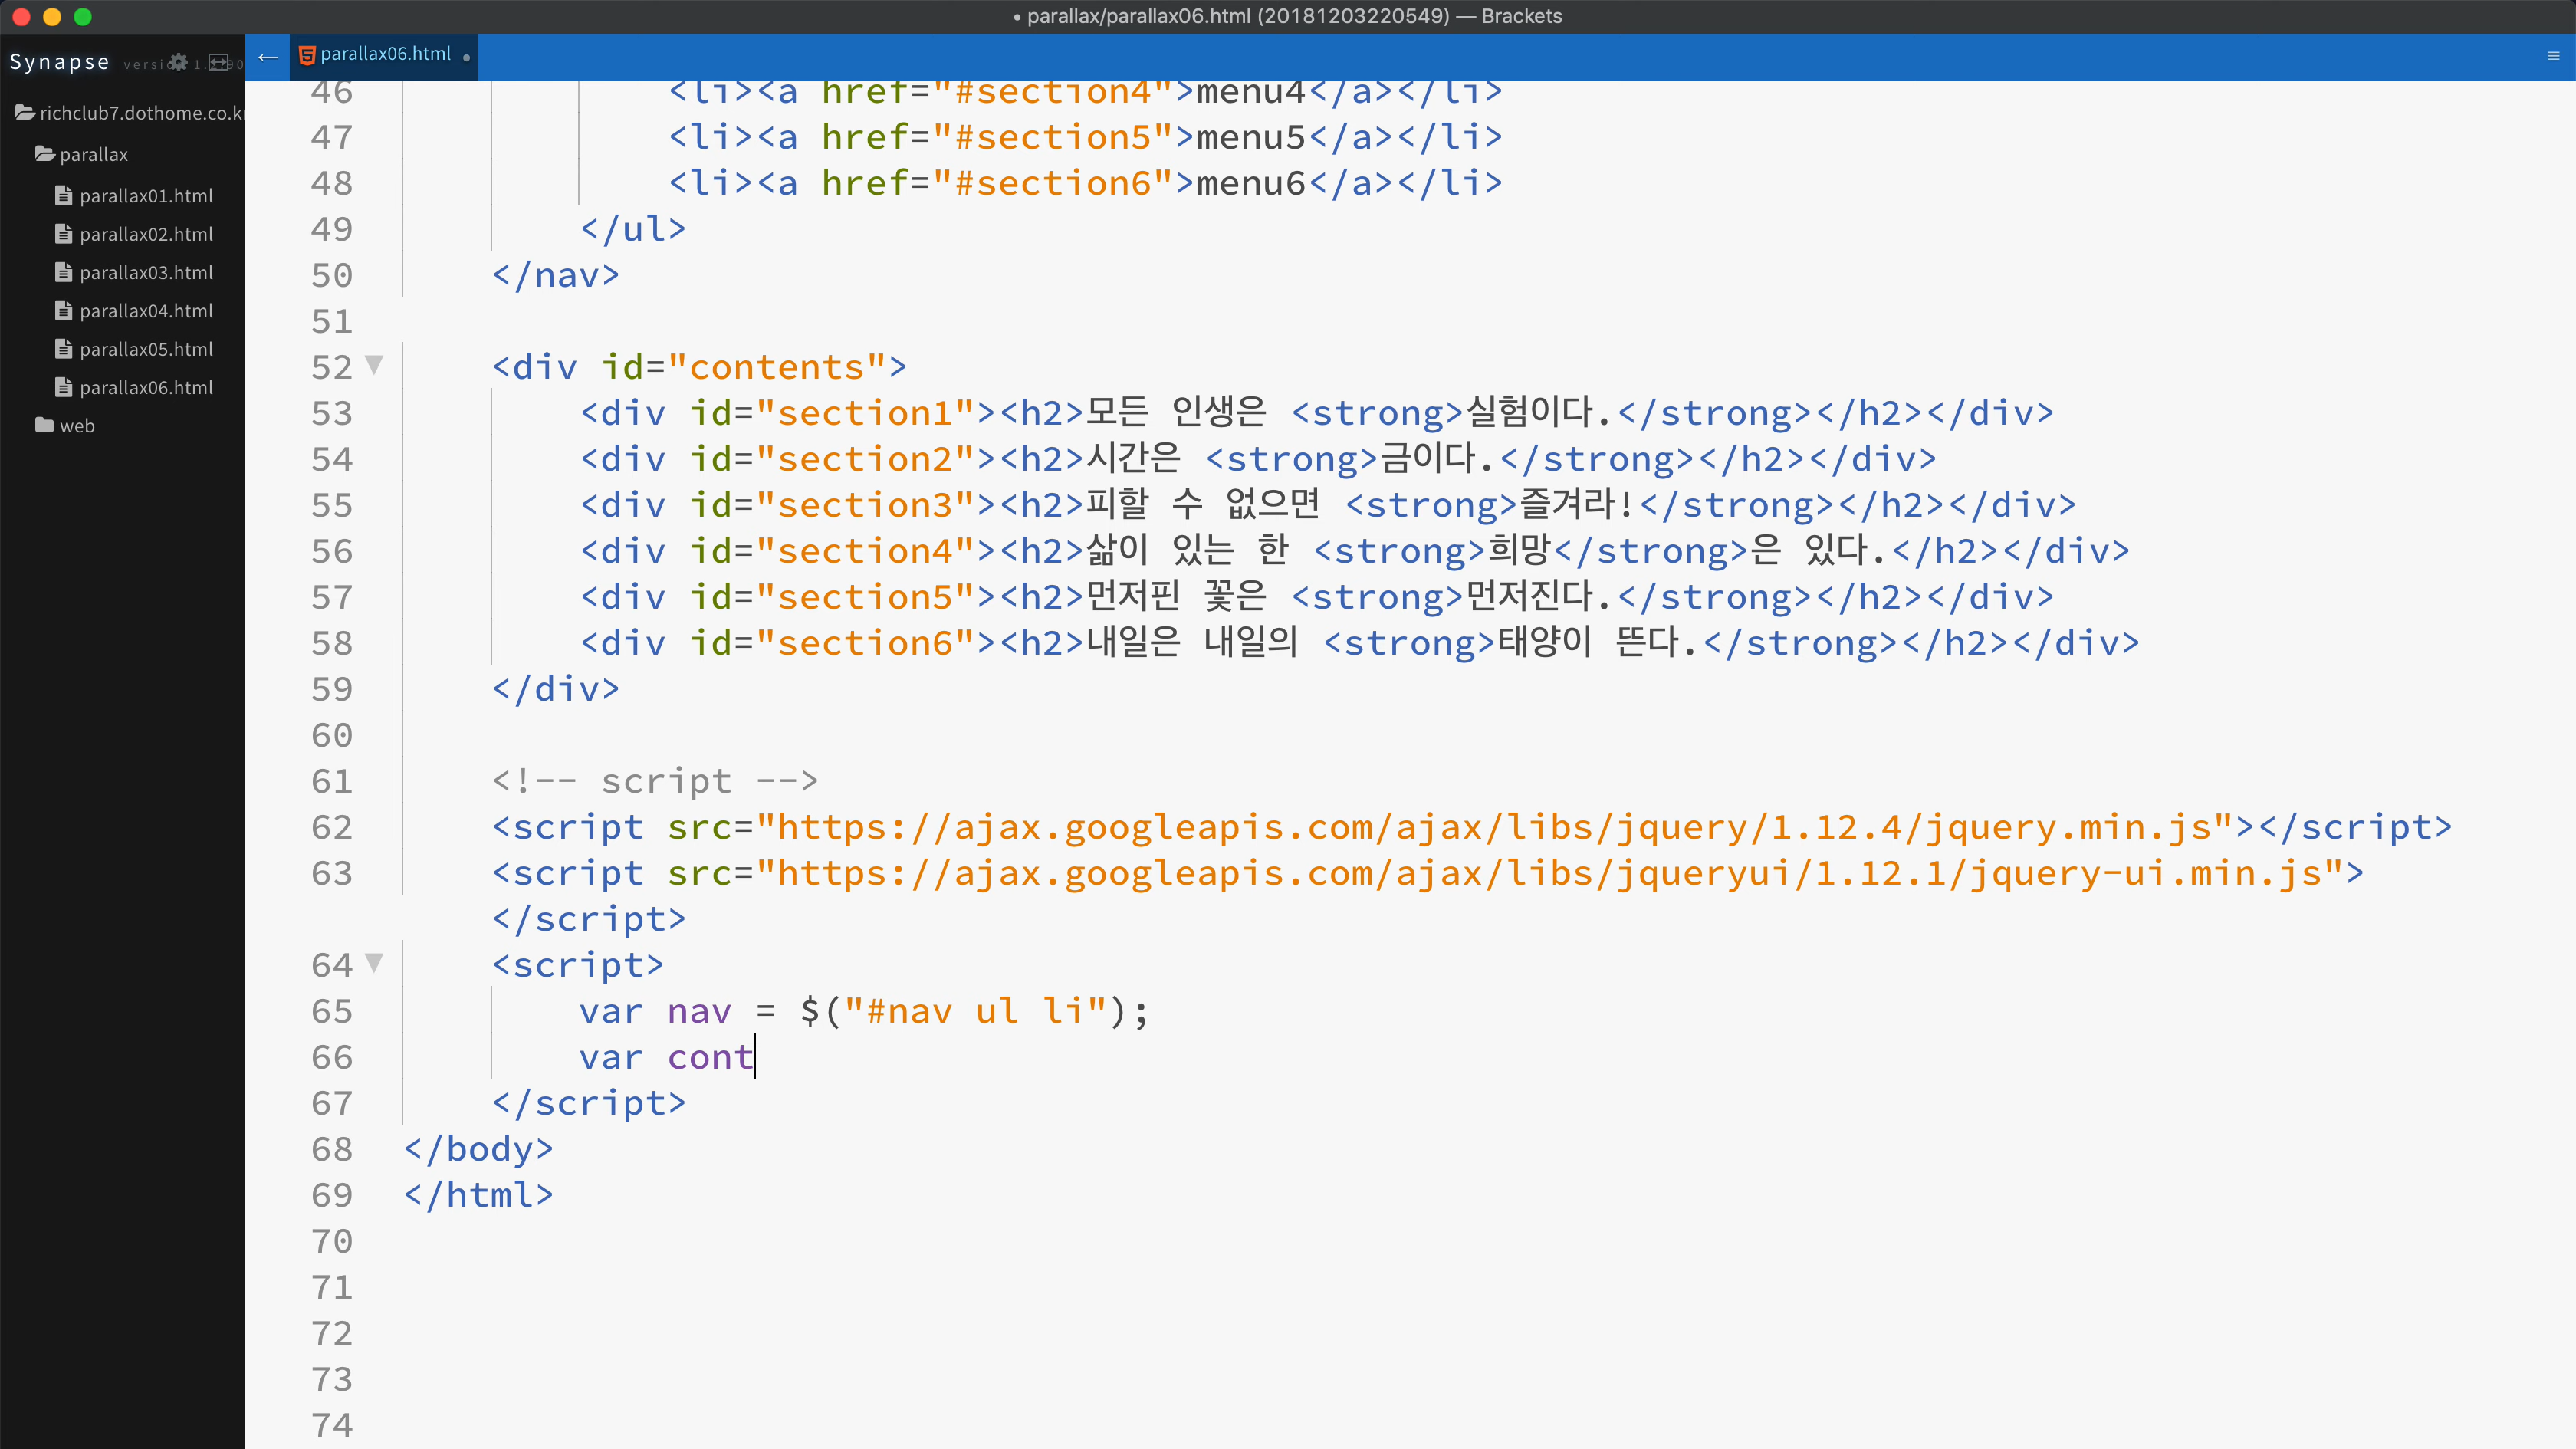 • parallax/parallax06.html (20181203220549) — Brackets
Synapse
← parallax06.html •
richclub7.dothome.co.k
parallax
parallax01.html
parallax02.html
parallax03.html
parallax04.html
parallax05.html
parallax06.html
web
46 <li><a href="#section4">menu4</a></li>
47 <li><a href="#section5">menu5</a></li>
48 <li><a href="#section6">menu6</a></li>
49 </ul>
50 </nav>
51
52 <div id="contents">
53 <div id="section1"><h2>모든 인생은 <strong>실험이다.</strong></h2></div>
54 <div id="section2"><h2>시간은 <strong>금이다.</strong></h2></div>
55 <div id="section3"><h2>피할 수 없으면 <strong>즐겨라!</strong></h2></div>
56 <div id="section4"><h2>삶이 있는 한 <strong>희망</strong>은 있다.</h2></div>
57 <div id="section5"><h2>먼저핀 꽃은 <strong>먼저진다.</strong></h2></div>
58 <div id="section6"><h2>내일은 내일의 <strong>태양이 뜬다.</strong></h2></div>
59 </div>
60
61 <!-- script -->
62 <script src="https://ajax.googleapis.com/ajax/libs/jquery/1.12.4/jquery.min.js"></script>
63 <script src="https://ajax.googleapis.com/ajax/libs/jqueryui/1.12.1/jquery-ui.min.js">
</script>
64 <script>
65 var nav = $("#nav ul li");
66 var cont
67 </script>
68 </body>
69 </html>
70
71
72
73
74